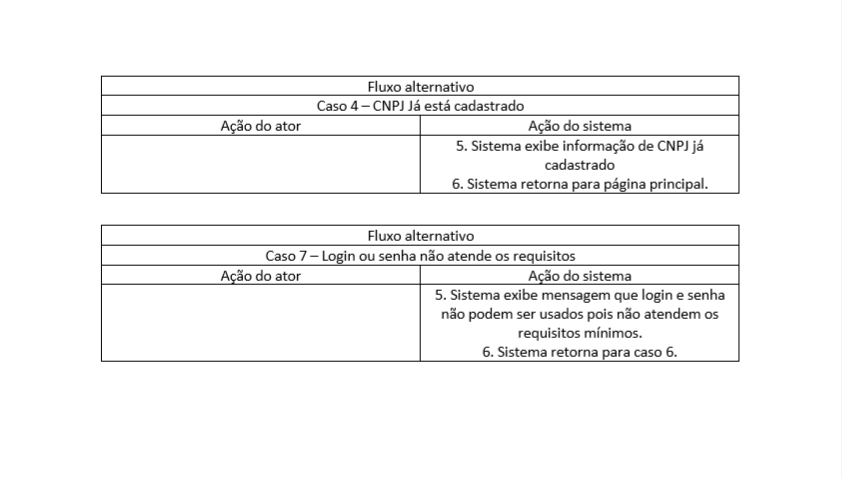 Fluxo alternativo
Caso 4 – CNPJ Já está cadastrado
Ação do ator
Ação do sistema
5. Sistema exibe informação de CNPJ já
cadastrado
6. Sistema retorna para página principal.
Fluxo alternativo
Caso 7 – Login ou senha não atende os requisitos
Ação do ator
Ação do sistema
5. Sistema exibe mensagem que login e senha
não podem ser usados pois não atendem os
requisitos mínimos.
6. Sistema retorna para caso 6.